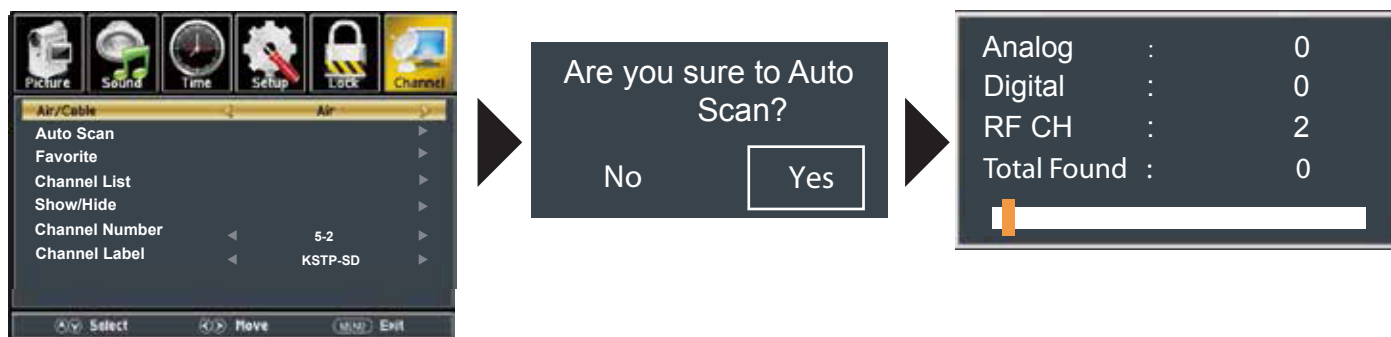 Picture Sound Time Setup Lock Channel
Air/Cable Air
Auto Scan
Favorite
Channel List
Show/Hide
Channel Number 5-2
Channel Label KSTP-SD
Select Move MENU Exit
Are you sure to Auto
Scan?
No Yes
Analog : 0
Digital : 0
RF CH : 2
Total Found : 0